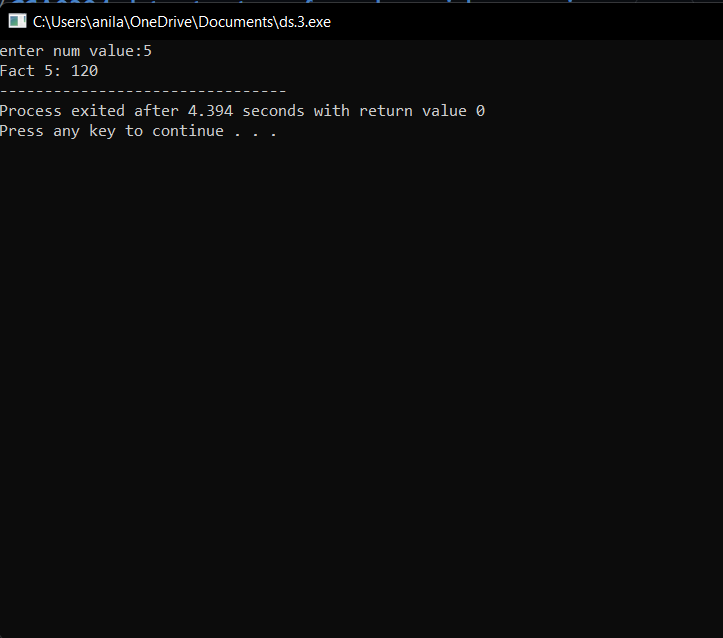 C:\Users\anila\OneDrive\Documents\ds.3.exe
enter num value:5
Fact 5: 120
--------------------------------
Process exited after 4.394 seconds with return value 0
Press any key to continue . . .